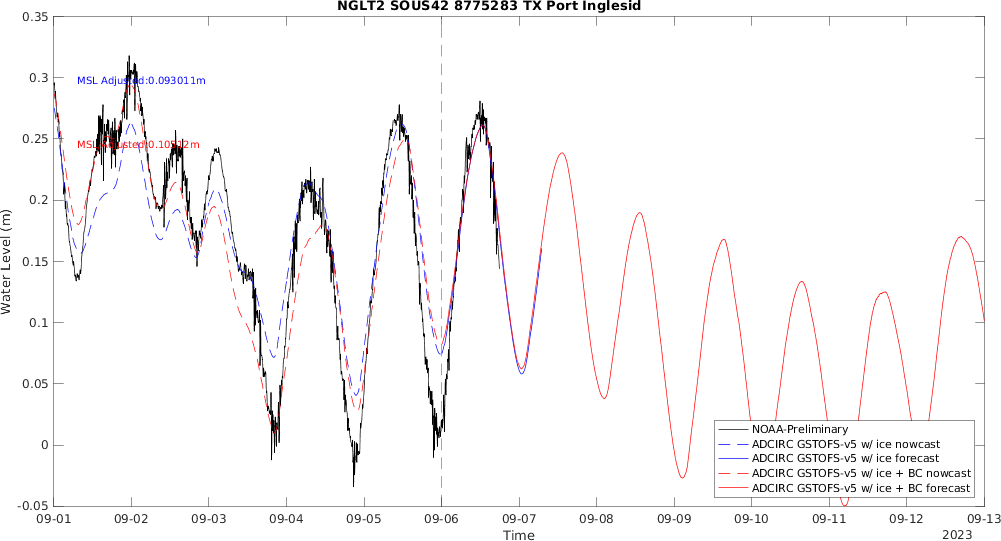 NGLT2 SOUS42 8775283 TX Port Inglesid
0.35
0.3
0.25
0.2
0.15
0.1
0.05
0
-0.05
Water Level (m)
MSL Adjusted:0.093011m
MSL Adjusted:0.10512m
NOAA-Preliminary
ADCIRC GSTOFS-v5 w/ ice nowcast
ADCIRC GSTOFS-v5 w/ ice forecast
ADCIRC GSTOFS-v5 w/ ice + BC nowcast
ADCIRC GSTOFS-v5 w/ ice + BC forecast
09-01 09-02 09-03 09-04 09-05 09-06 09-07 09-08 09-09 09-10 09-11 09-12 09-13
Time
2023